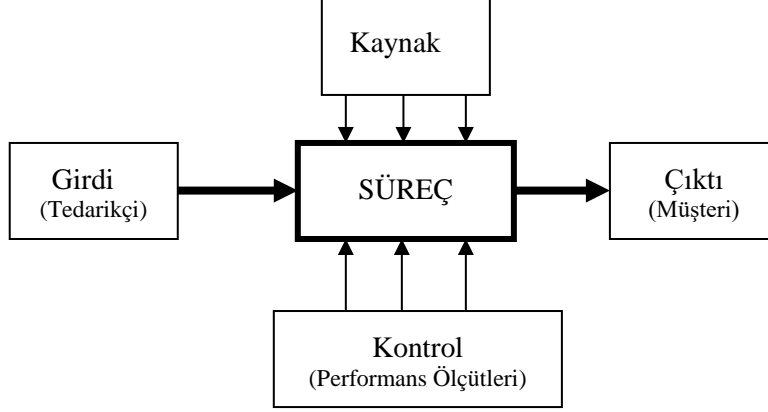 Kaynak
Girdi
(Tedarikçi)
SÜREÇ
Çıktı
(Müşteri)
Kontrol
(Performans Ölçütleri)